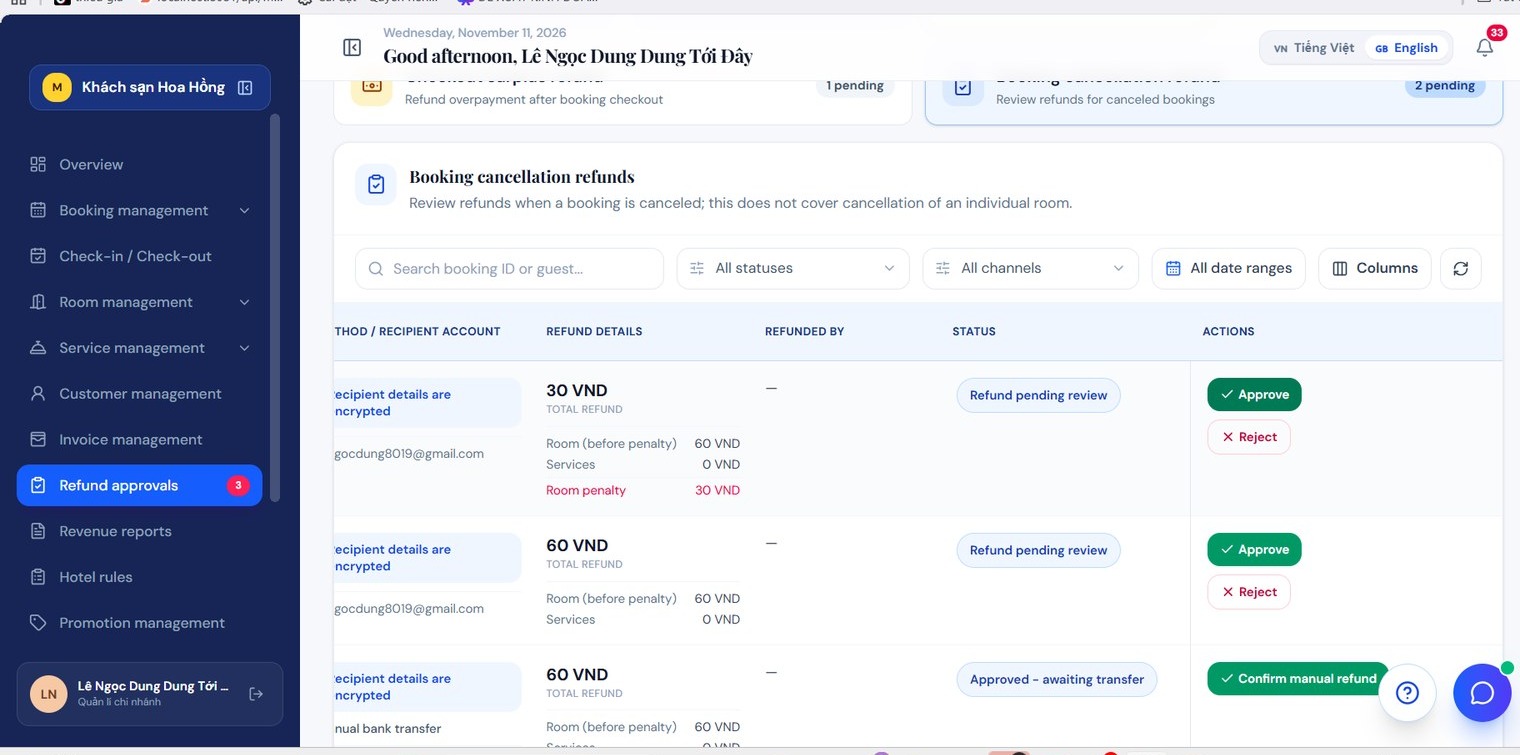 Wednesday, November 11, 2026
Good afternoon, Lê Ngọc Dung Dung Tới Đây
VN Tiếng Việt GB English
33
M Khách sạn Hoa Hồng
Overview
Booking management
Check-in / Check-out
Room management
Service management
Customer management
Invoice management
Refund approvals 3
Revenue reports
Hotel rules
Promotion management
LN
Lê Ngọc Dung Dung Tới ...
Quản lí chi nhánh
Refund overpayment after booking checkout
1 pending
Review refunds for canceled bookings
2 pending
Booking cancellation refunds
Review refunds when a booking is canceled; this does not cover cancellation of an individual room.
Search booking ID or guest...
All statuses
All channels
All date ranges
Columns
THOD / RECIPIENT ACCOUNT REFUND DETAILS REFUNDED BY STATUS ACTIONS
ecipient details are
ncrypted
gocdung8019@gmail.com
30 VND
TOTAL REFUND
Room (before penalty) 60 VND
Services 0 VND
Room penalty 30 VND
—
Refund pending review
Approve
Reject
ecipient details are
ncrypted
gocdung8019@gmail.com
60 VND
TOTAL REFUND
Room (before penalty) 60 VND
Services 0 VND
—
Refund pending review
Approve
Reject
ecipient details are
ncrypted
nual bank transfer
60 VND
TOTAL REFUND
Room (before penalty) 60 VND
—
Approved - awaiting transfer
Confirm manual refund